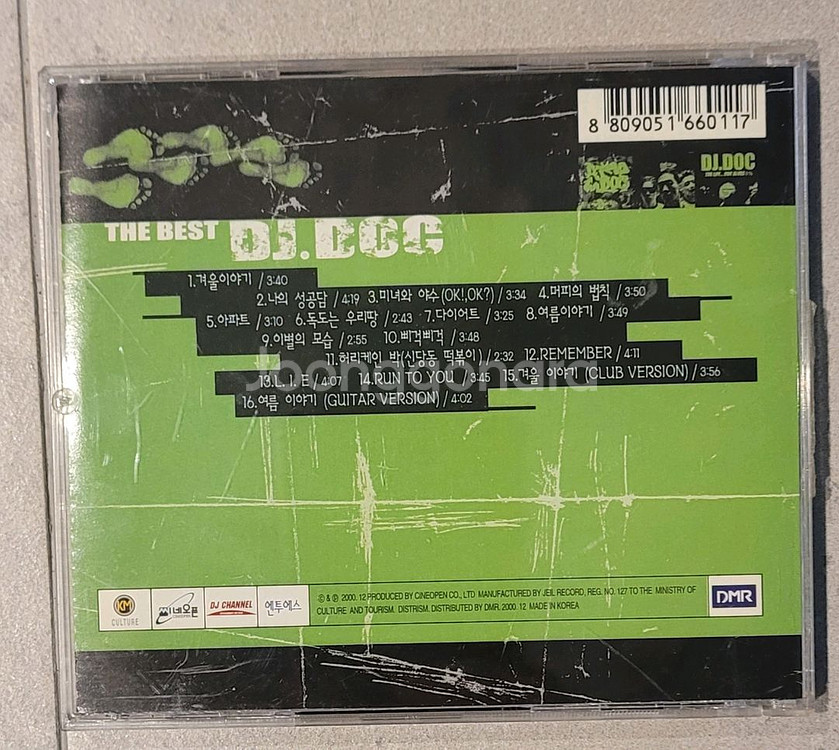 8 809051 660117
DJ.DOC
THE BEST DJ.DOC
1.겨울이야기 / 3:40
2.나의 성공담 / 4:19 3.미녀와 야수(OK!,OK?) / 3:34 4.머피의 법칙 / 3:50
5.아파트 / 3:10 6.독도는 우리땅 / 2:43 7.다이어트 / 3:25 8.여름이야기 / 3:49
9.이별의 모습 / 2:55 10.삐걱삐걱 / 3:48
11.허리케인 박(신당동 떡볶이) / 2:32 12.REMEMBER / 4:11
13.L. I. E / 4:07 14.RUN TO YOU / 3:45 15.겨울 이야기 (CLUB VERSION) / 3:56
16.여름 이야기 (GUITAR VERSION) / 4:02
joonggonara
KM CULTURE
씨네오픈
DJ CHANNEL
엔투에스
© & ℗ 2000. 12 PRODUCED BY CINEOPEN CO., LTD MANUFACTURED BY JEIL RECORD, REG. NO. 127 TO THE MINISTRY OF
CULTURE AND TOURISM. DISTRISM. DISTRIBUTED BY DMR. 2000. 12 MADE IN KOREA
DMR